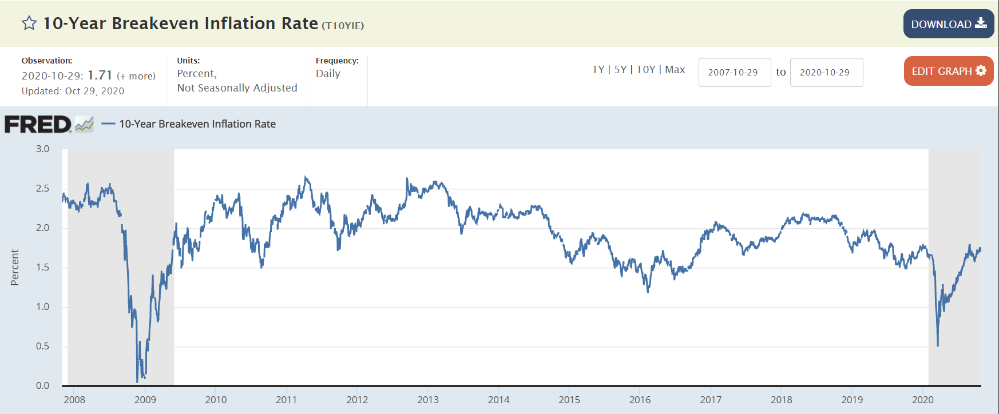 10-Year Breakeven Inflation Rate (T10YIE)
DOWNLOAD
Observation:
2020-10-29: 1.71 (+ more)
Updated: Oct 29, 2020
Units:
Percent,
Not Seasonally Adjusted
Frequency:
Daily
1Y | 5Y | 10Y | Max
2007-10-29 to 2020-10-29
EDIT GRAPH
FRED
10-Year Breakeven Inflation Rate
3.0
2.5
2.0
1.5
1.0
0.5
0.0
Percent
2008 2009 2010 2011 2012 2013 2014 2015 2016 2017 2018 2019 2020